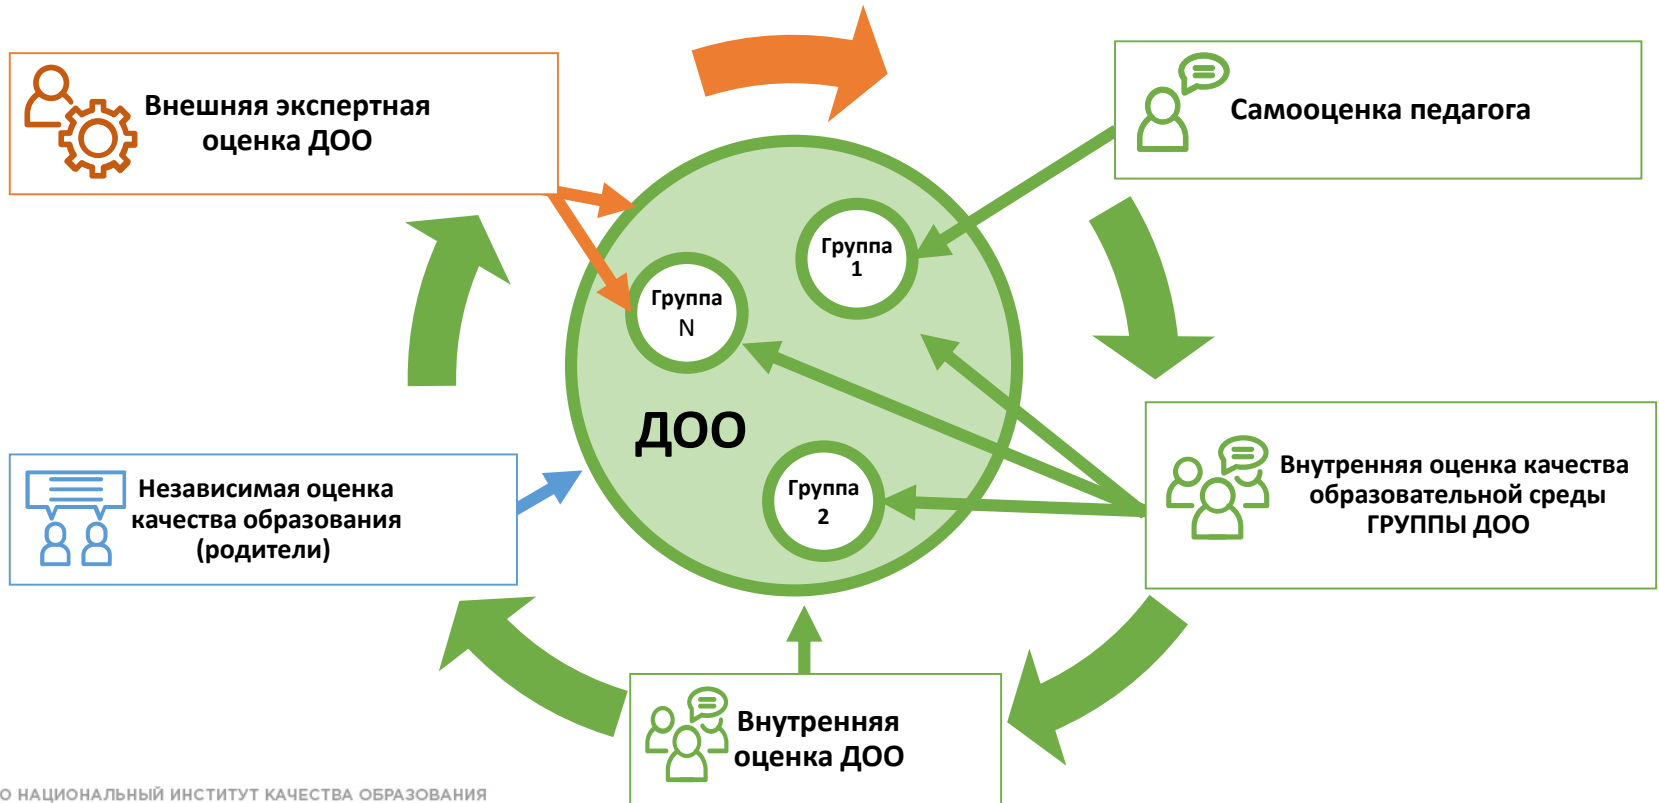 Внешняя экспертная
оценка ДОО
Самооценка педагога
Группа
1
Группа
N
ДОО
Группа
2
Независимая оценка
качества образования
(родители)
Внутренняя оценка качества
образовательной среды
ГРУППЫ ДОО
Внутренняя
оценка ДОО
О НАЦИОНАЛЬНЫЙ ИНСТИТУТ КАЧЕСТВА ОБРАЗОВАНИЯ